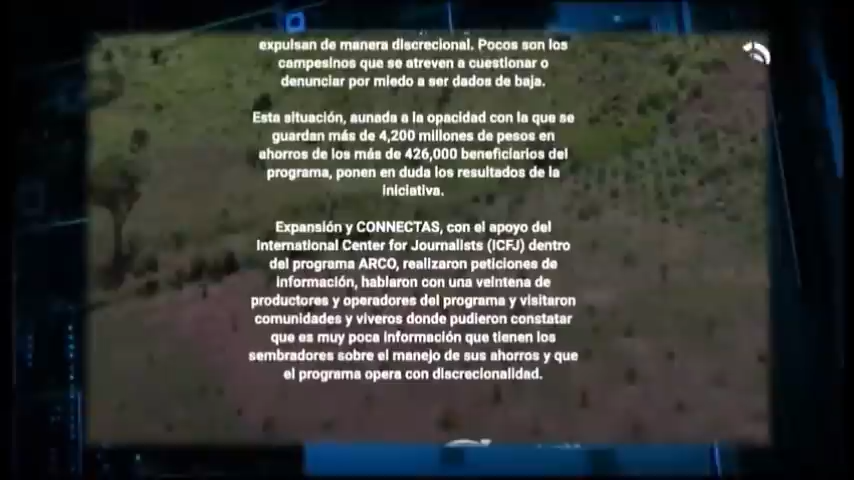 expulsan de manera discrecional. Pocos son los
campesinos que se atreven a cuestionar o
denunciar por miedo a ser dados de baja.
Esta situación, aunada a la opacidad con la que se
guardan más de 4,200 millones de pesos en
ahorros de los más de 426,000 beneficiarios del
programa, ponen en duda los resultados de la
iniciativa.
Expansión y CONNECTAS, con el apoyo del
International Center for Journalists (ICFJ) dentro
del programa ARCO, realizaron peticiones de
información, hablaron con una veintena de
productores y operadores del programa y visitaron
comunidades y viveros donde pudieron constatar
que es muy poca información que tienen los
sembradores sobre el manejo de sus ahorros y que
el programa opera con discrecionalidad.